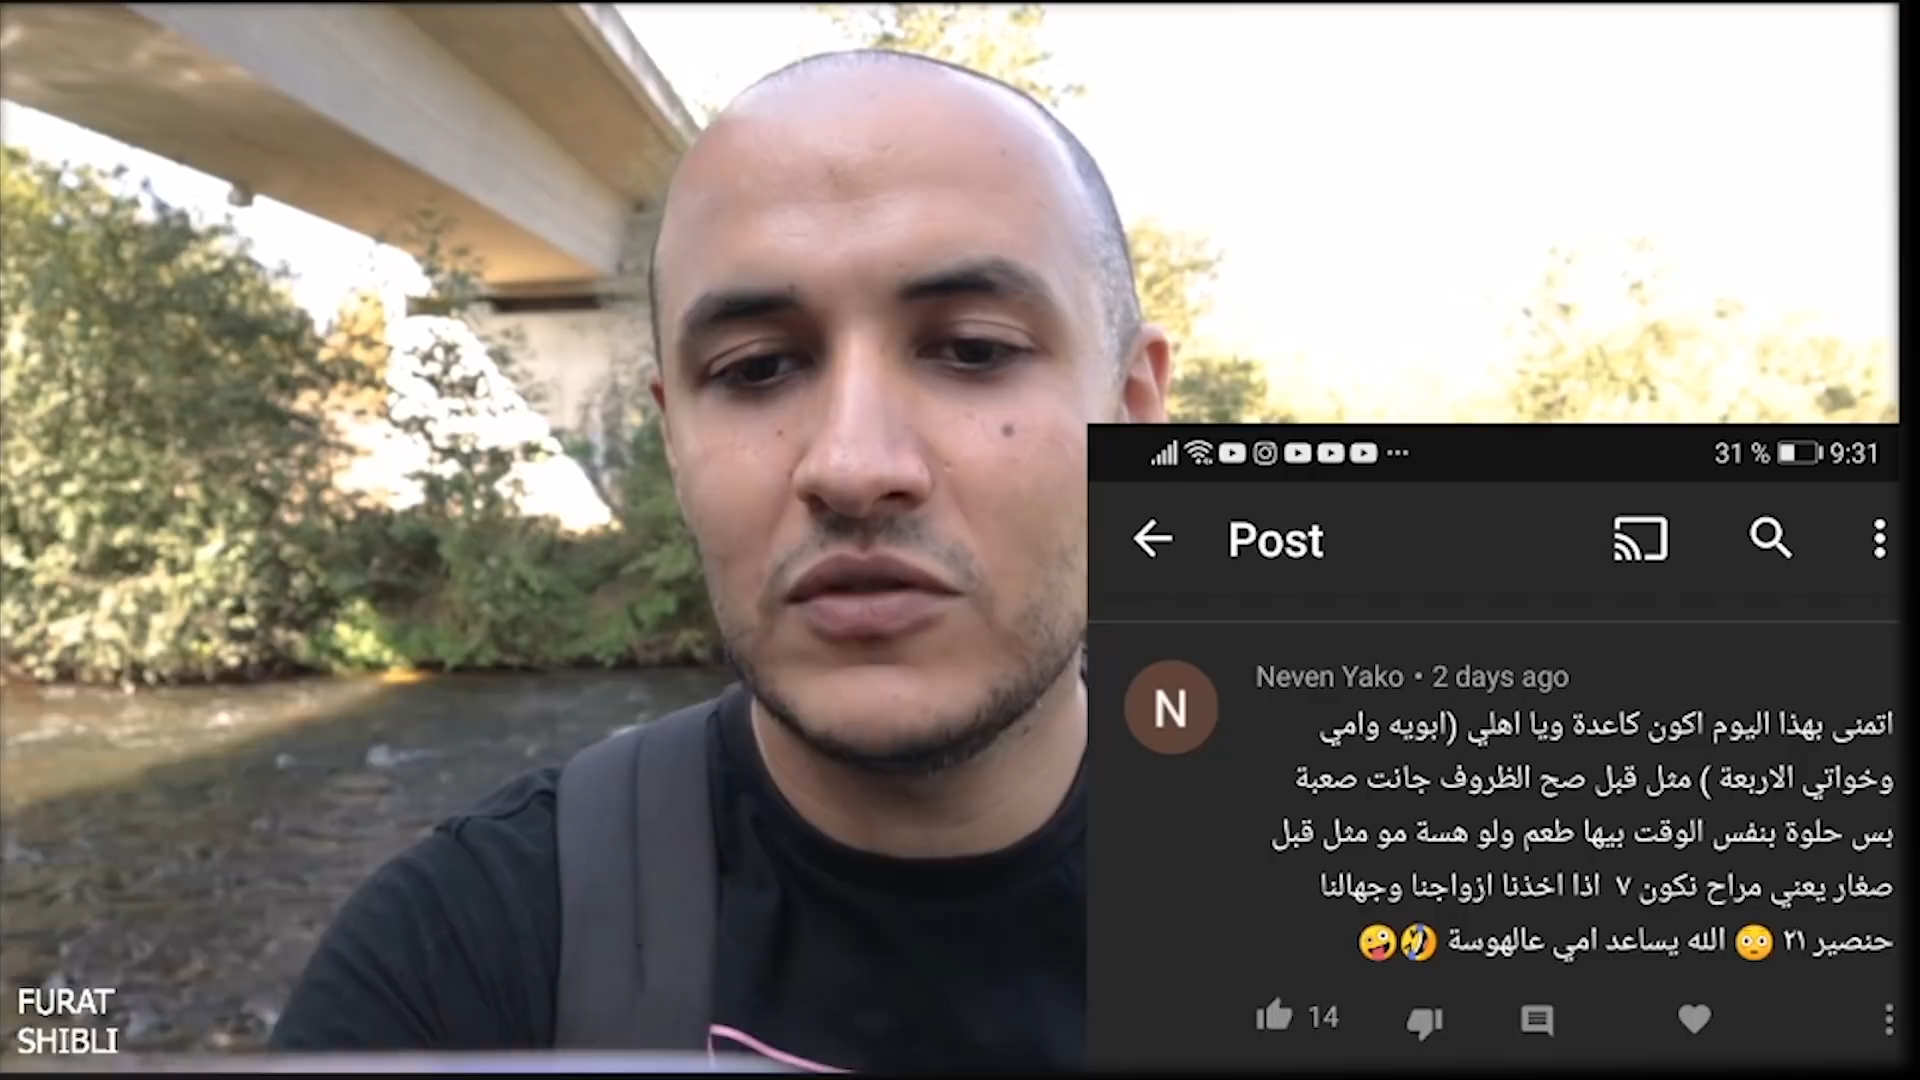 31 % 9:31
Post
Neven Yako • 2 days ago
N
اتمنى بهذا اليوم اكون كاعدة ويا اهلي (ابويه وامي
وخواتي الاربعة ) مثل قبل صح الظروف جانت صعبة
بس حلوة بنفس الوقت بيها طعم ولو هسة مو مثل قبل
صغار يعني مراح نكون ٧ اذا اخذنا ازواجنا وجهالنا
حنصير ٢١ 😳 الله يساعد امي عالهوسة 🤣🤪
14
FURAT
SHIBLI